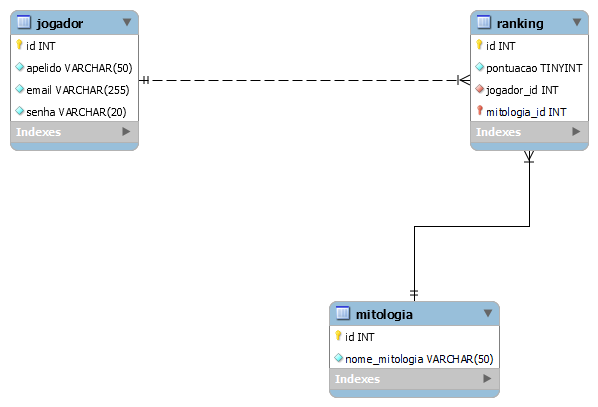 jogador
id INT
apelido VARCHAR(50)
email VARCHAR(255)
senha VARCHAR(20)
Indexes
ranking
id INT
pontuacao TINYINT
jogador_id INT
mitologia_id INT
Indexes
mitologia
id INT
nome_mitologia VARCHAR(50)
Indexes